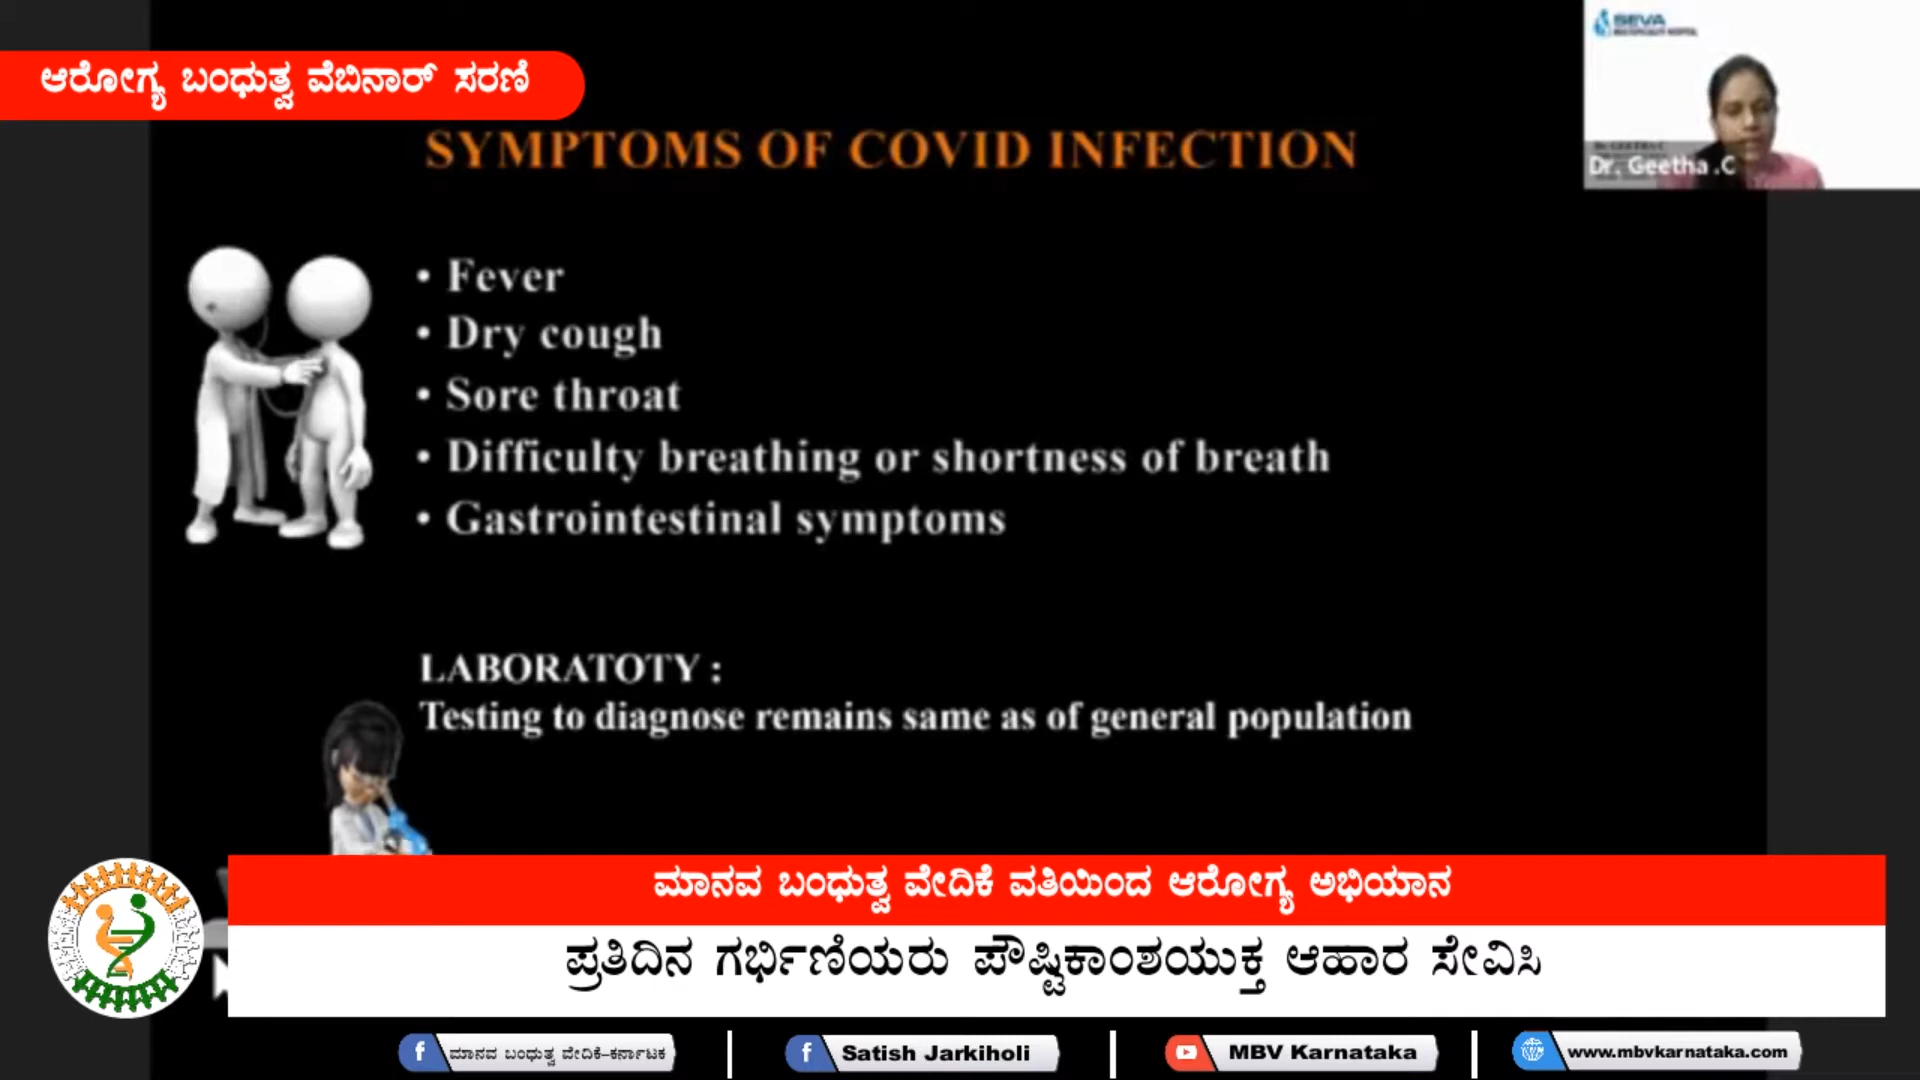 SEVA
ಆರೋಗ್ಯ ಬಂಧುತ್ವ ವೆಬಿನಾರ್ ಸರಣಿ
SYMPTOMS OF COVID INFECTION
Dr. Geetha .C
• Fever
• Dry cough
• Sore throat
• Difficulty breathing or shortness of breath
• Gastrointestinal symptoms
LABORATOTY :
Testing to diagnose remains same as of general population
ಮಾನವ ಬಂಧುತ್ವ ವೇದಿಕೆ ವತಿಯಿಂದ ಆರೋಗ್ಯ ಅಭಿಯಾನ
ಪ್ರತಿದಿನ ಗರ್ಭಿಣಿಯರು ಪೌಷ್ಟಿಕಾಂಶಯುಕ್ತ ಆಹಾರ ಸೇವಿಸಿ
ಮಾನವ ಬಂಧುತ್ವ ವೇದಿಕೆ-ಕರ್ನಾಟಕ
Satish Jarkiholi
MBV Karnataka
www.mbvkarnataka.com